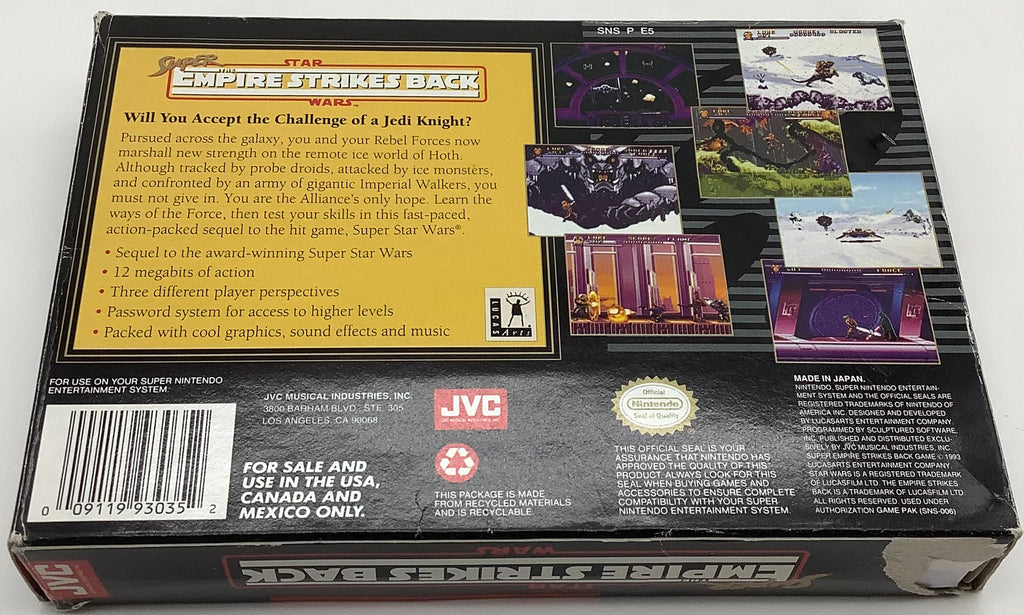 SNS P E5
SUPER
STAR
THE
EMPIRE STRIKES BACK
WARS™
Will You Accept the Challenge of a Jedi Knight?
Pursued across the galaxy, you and your Rebel Forces now
marshall new strength on the remote ice world of Hoth.
Although tracked by probe droids, attacked by ice monsters,
and confronted by an army of gigantic Imperial Walkers, you
must not give in. You are the Alliance's only hope. Learn the
ways of the Force, then test your skills in this fast-paced,
action-packed sequel to the hit game, Super Star Wars®.
• Sequel to the award-winning Super Star Wars
• 12 megabits of action
• Three different player perspectives
• Password system for access to higher levels
• Packed with cool graphics, sound effects and music
LUCAS
Arts
FOR USE ON YOUR SUPER NINTENDO
ENTERTAINMENT SYSTEM.
0 09119 93035 2
JVC MUSICAL INDUSTRIES, INC.
3800 BARHAM BLVD. STE. 305
LOS ANGELES, CA 90068
FOR SALE AND
USE IN THE USA,
CANADA AND
MEXICO ONLY.
JVC
JVC MUSICAL INDUSTRIES, INC.
THIS PACKAGE IS MADE
FROM RECYCLED MATERIALS
AND IS RECYCLABLE.
Official
Nintendo
Seal of Quality
THIS OFFICIAL SEAL IS YOUR
ASSURANCE THAT NINTENDO HAS
APPROVED THE QUALITY OF THIS
PRODUCT. ALWAYS LOOK FOR THIS
SEAL WHEN BUYING GAMES AND
ACCESSORIES TO ENSURE COMPLETE
COMPATIBILITY WITH YOUR SUPER
NINTENDO ENTERTAINMENT SYSTEM.
MADE IN JAPAN.
NINTENDO, SUPER NINTENDO ENTERTAIN-
MENT SYSTEM AND THE OFFICIAL SEALS ARE
REGISTERED TRADEMARKS OF NINTENDO OF
AMERICA INC. DESIGNED AND DEVELOPED
BY LUCASARTS ENTERTAINMENT COMPANY.
PROGRAMMED BY SCULPTURED SOFTWARE,
INC. PUBLISHED AND DISTRIBUTED EXCLU-
SIVELY BY JVC MUSICAL INDUSTRIES, INC.
SUPER EMPIRE STRIKES BACK GAME © 1993
LUCASARTS ENTERTAINMENT COMPANY.
STAR WARS IS A REGISTERED TRADEMARK
OF LUCASFILM LTD. THE EMPIRE STRIKES
BACK IS A TRADEMARK OF LUCASFILM LTD.
ALL RIGHTS RESERVED. USED UNDER
AUTHORIZATION. GAME PAK (SNS-006)
JVC
SUPER
STAR
THE
EMPIRE STRIKES BACK
WARS